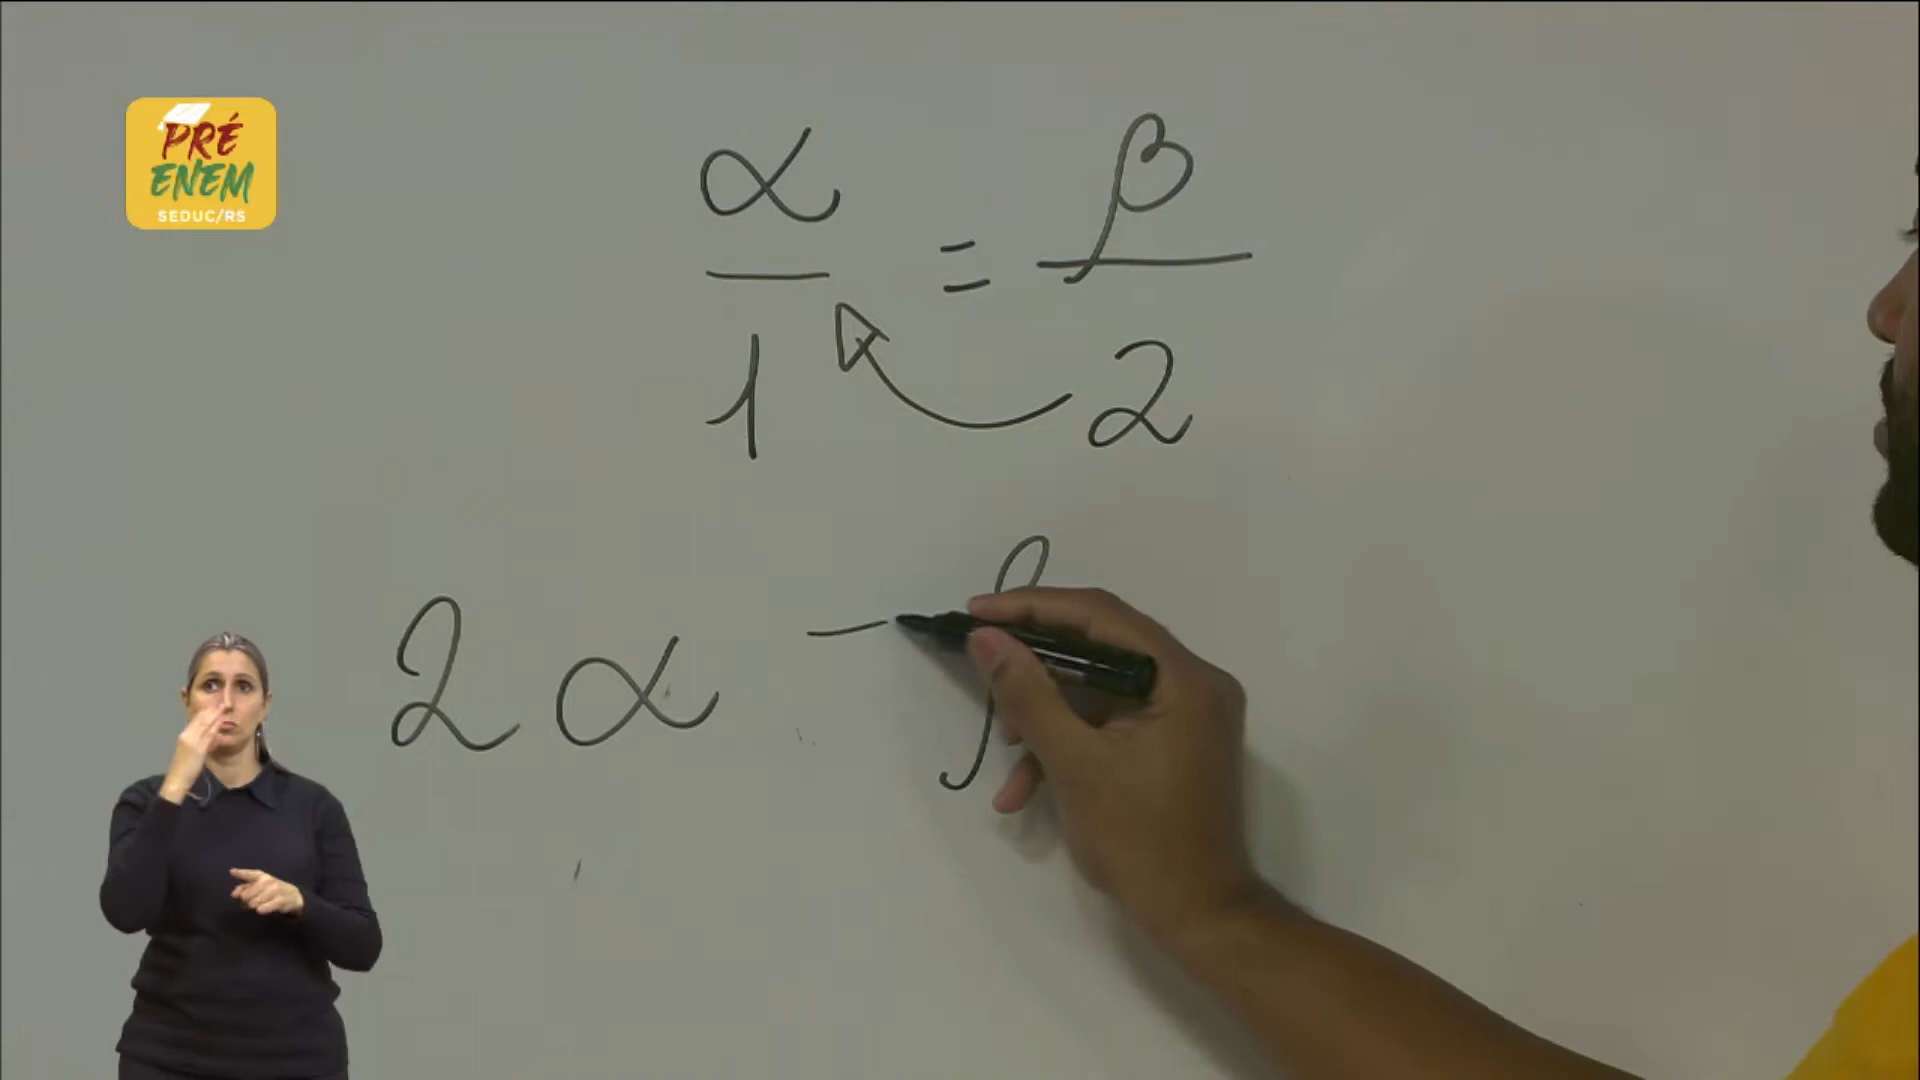 PRÉ
ENEM
SEDUC/RS
α/1 = β/2
2α = β